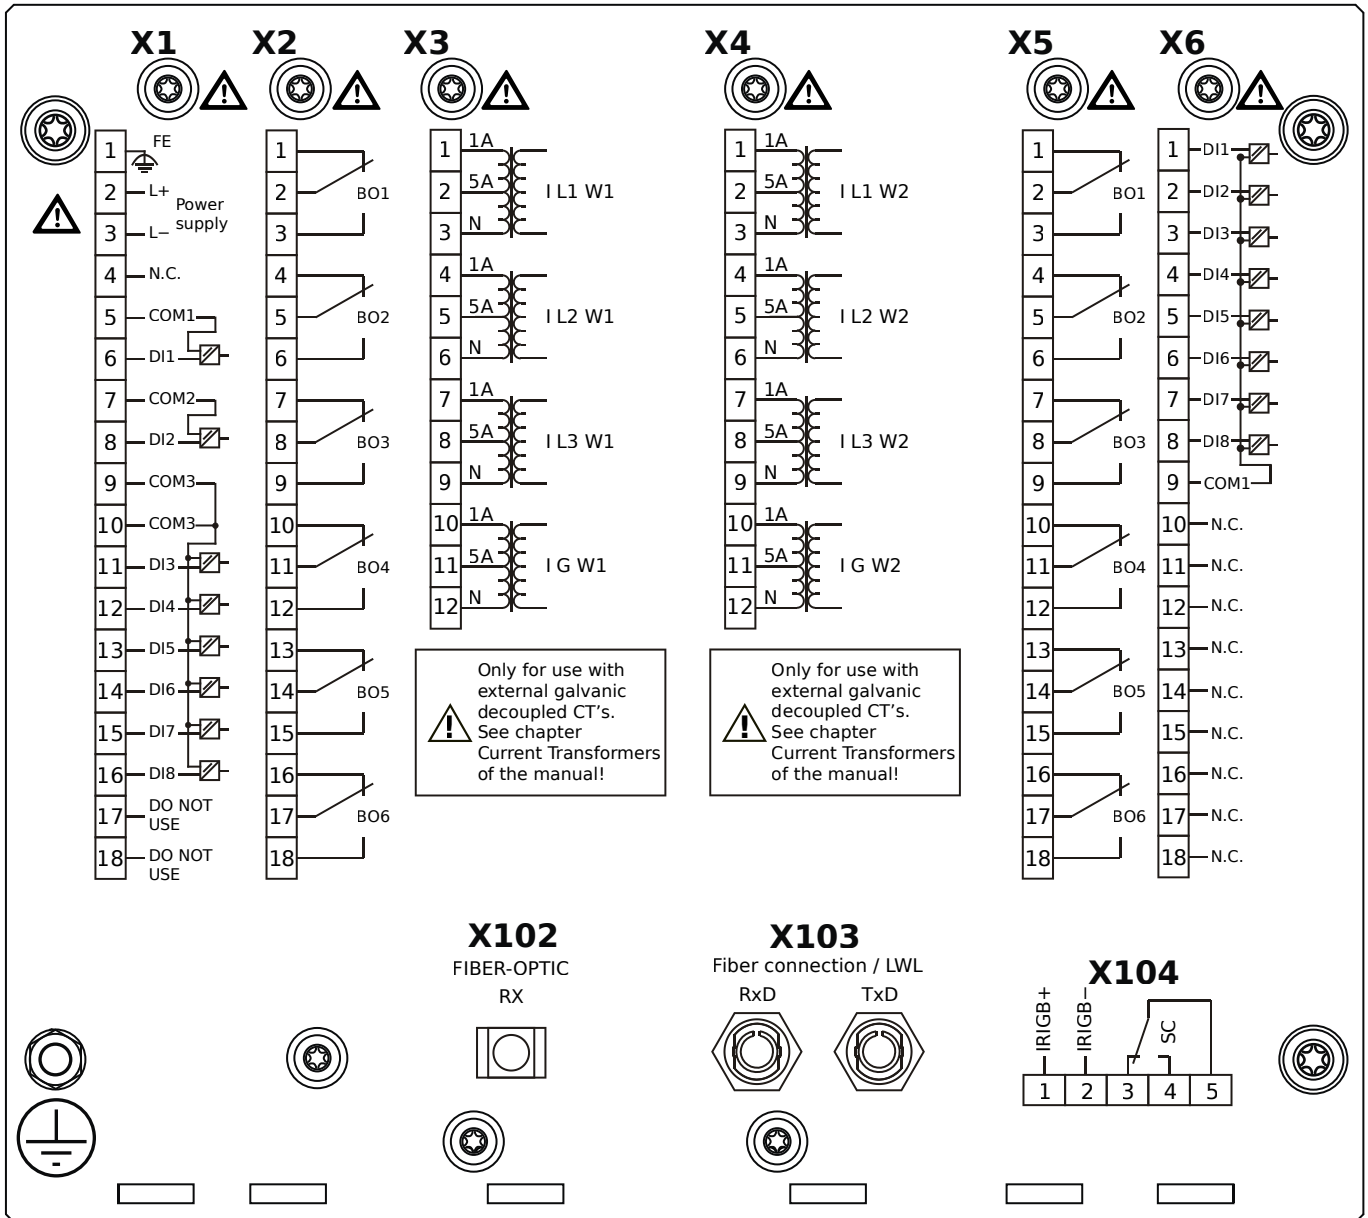 X1 X2 X3 X4 X5 X6
1 FE
2 L+
3 L−
Power
supply
4 N.C.
5 COM1
6 DI1
7 COM2
8 DI2
9 COM3
10 COM3
11 DI3
12 DI4
13 DI5
14 DI6
15 DI7
16 DI8
17 DO NOT
USE
18 DO NOT
USE
1
2 BO1
3
4
5 BO2
6
7
8 BO3
9
10
11 BO4
12
13
14 BO5
15
16
17 BO6
18
1 1A
2 5A I L1 W1
3 N
4 1A
5 5A I L2 W1
6 N
7 1A
8 5A I L3 W1
9 N
10 1A
11 5A I G W1
12 N
Only for use with
external galvanic
decoupled CT's.
See chapter
Current Transformers
of the manual!
1 1A
2 5A I L1 W2
3 N
4 1A
5 5A I L2 W2
6 N
7 1A
8 5A I L3 W2
9 N
10 1A
11 5A I G W2
12 N
Only for use with
external galvanic
decoupled CT's.
See chapter
Current Transformers
of the manual!
1
2 BO1
3
4
5 BO2
6
7
8 BO3
9
10
11 BO4
12
13
14 BO5
15
16
17 BO6
18
1 DI1
2 DI2
3 DI3
4 DI4
5 DI5
6 DI6
7 DI7
8 DI8
9 COM1
10 N.C.
11 N.C.
12 N.C.
13 N.C.
14 N.C.
15 N.C.
16 N.C.
17 N.C.
18 N.C.
X102
FIBER-OPTIC
RX
X103
Fiber connection / LWL
RxD TxD
X104
IRIGB+
IRIGB−
SC
1 2 3 4 5